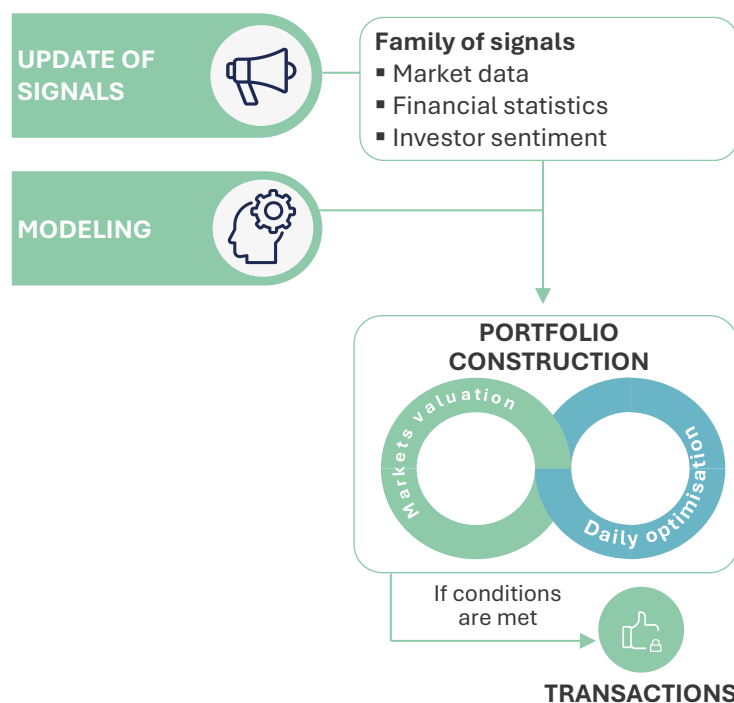 UPDATE OF
SIGNALS
Family of signals
▪ Market data
▪ Financial statistics
▪ Investor sentiment
MODELING
PORTFOLIO
CONSTRUCTION
Markets valuation
Daily optimisation
If conditions
are met
TRANSACTIONS